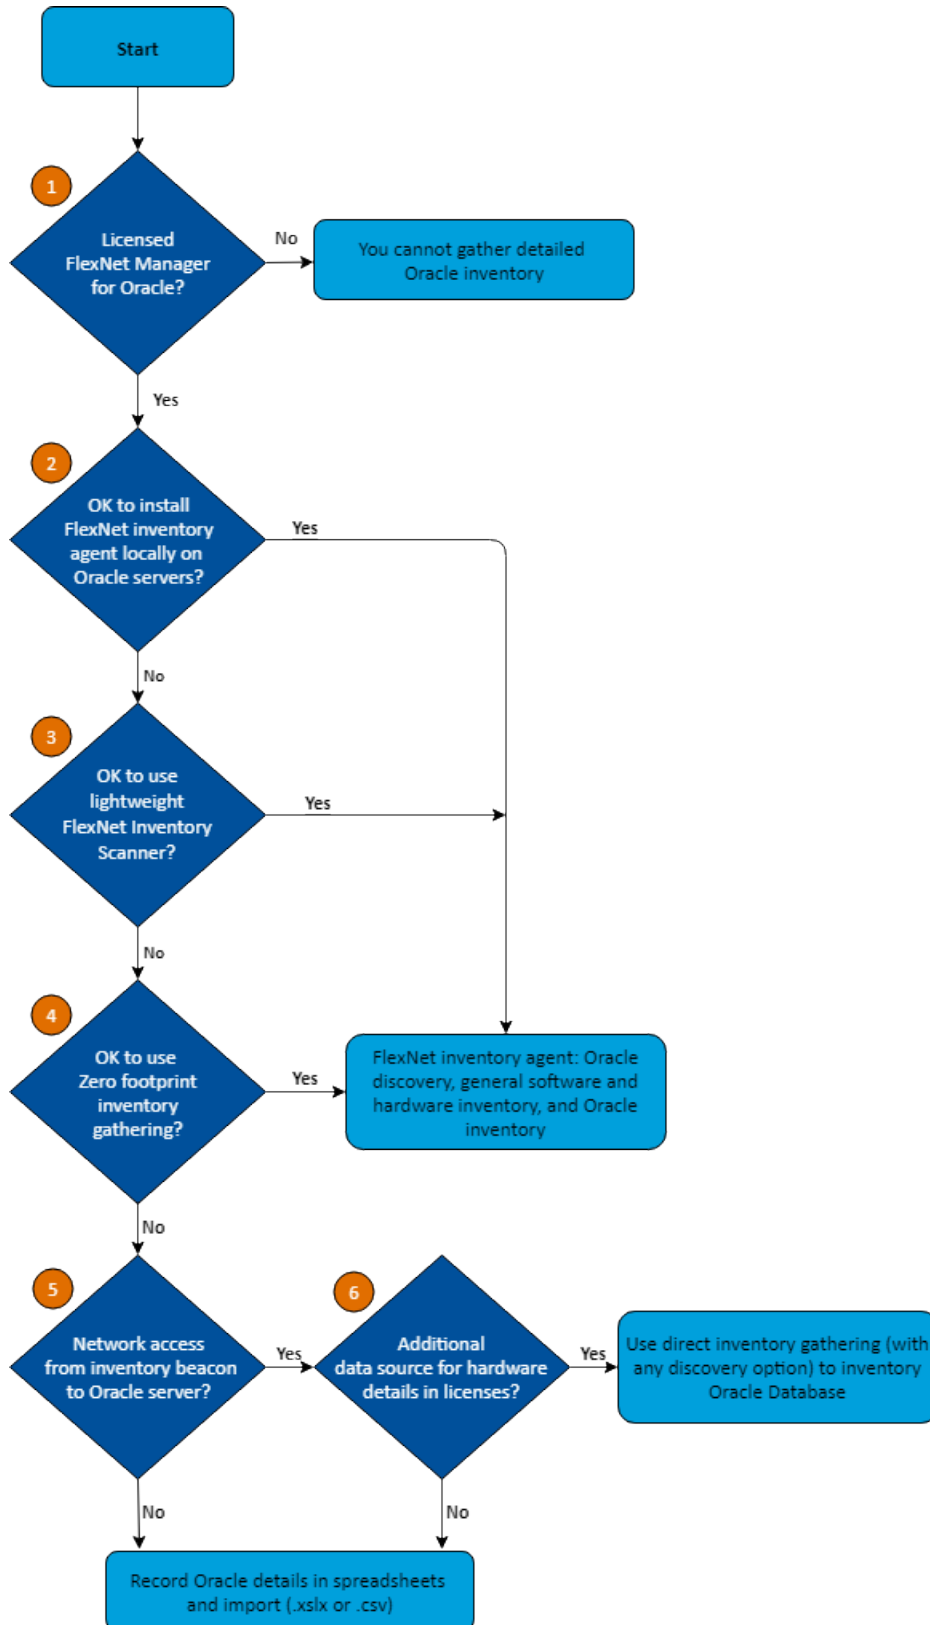 Start
1
Licensed
FlexNet Manager
for Oracle?
No
You cannot gather detailed
Oracle inventory
Yes
2
OK to install
FlexNet inventory
agent locally on
Oracle servers?
Yes
No
3
OK to use
lightweight
FlexNet Inventory
Scanner?
Yes
No
4
OK to use
Zero footprint
inventory
gathering?
Yes
FlexNet inventory agent: Oracle
discovery, general software and
hardware inventory, and Oracle
inventory
No
5
Network access
from inventory beacon
to Oracle server?
Yes
6
Additional
data source for hardware
details in licenses?
Yes
Use direct inventory gathering (with
any discovery option) to inventory
Oracle Database
No
No
Record Oracle details in spreadsheets
and import (.xslx or .csv)